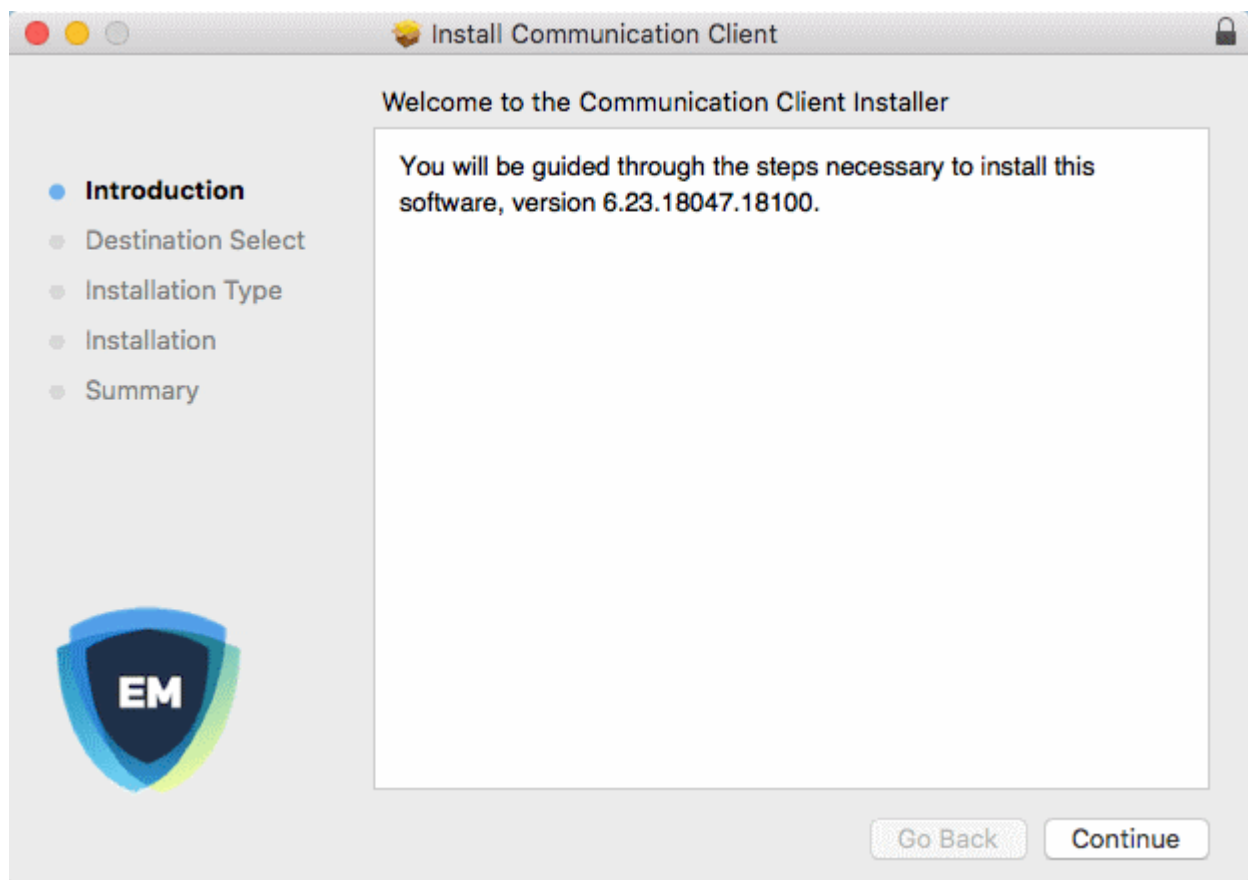 Install Communication Client
Welcome to the Communication Client Installer
Introduction
Destination Select
Installation Type
Installation
Summary
You will be guided through the steps necessary to install this
software, version 6.23.18047.18100.
EM
Go Back
Continue